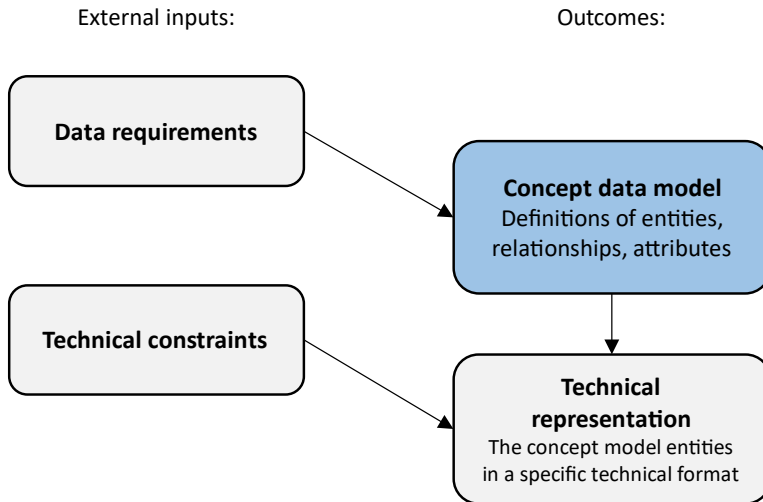 External inputs:
Outcomes:
Data requirements
Concept data model
Definitions of entities,
relationships, attributes
Technical constraints
Technical
representation
The concept model entities
in a specific technical format